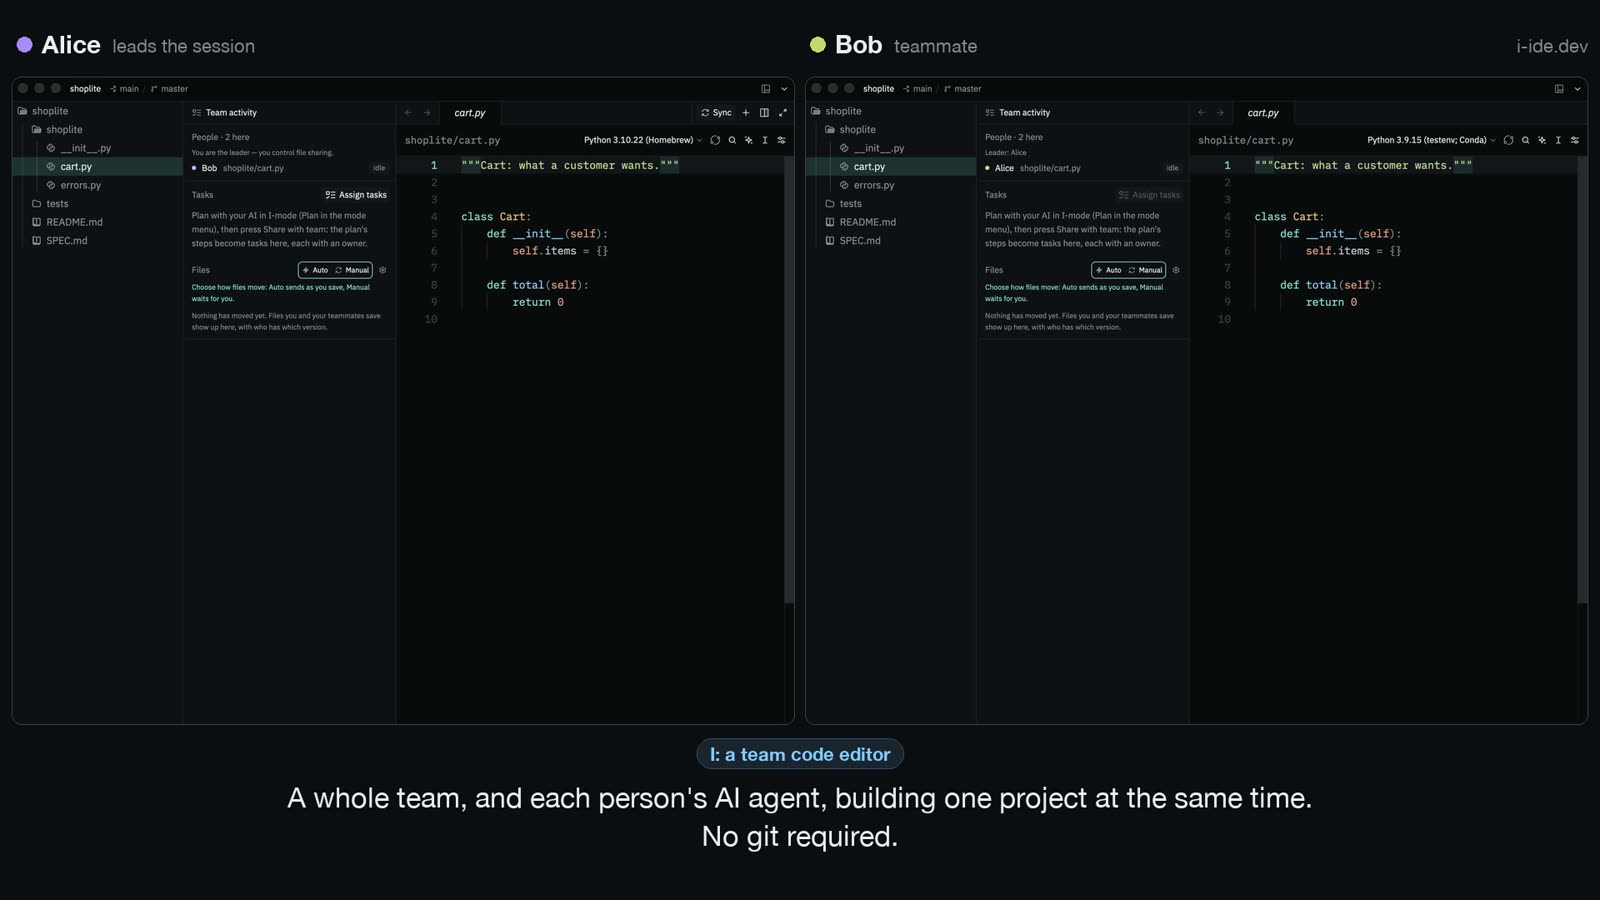 Alice leads the session
Bob teammate
i-ide.dev
shoplite main / master
shoplite
shoplite
__init__.py
cart.py
errors.py
tests
README.md
SPEC.md
Team activity
People · 2 here
You are the leader — you control file sharing.
Bob shoplite/cart.py idle
Tasks Assign tasks
Plan with your AI in I-mode (Plan in the mode
menu), then press Share with team: the plan's
steps become tasks here, each with an owner.
Files Auto Manual
Choose how files move: Auto sends as you save, Manual
waits for you.
Nothing has moved yet. Files you and your teammates save
show up here, with who has which version.
cart.py Sync
shoplite/cart.py Python 3.10.22 (Homebrew)
1 """Cart: what a customer wants."""
2
3
4 class Cart:
5 def __init__(self):
6 self.items = {}
7
8 def total(self):
9 return 0
10
shoplite main / master
shoplite
shoplite
__init__.py
cart.py
errors.py
tests
README.md
SPEC.md
Team activity
People · 2 here
Leader: Alice
Alice shoplite/cart.py idle
Tasks Assign tasks
Plan with your AI in I-mode (Plan in the mode
menu), then press Share with team: the plan's
steps become tasks here, each with an owner.
Files Auto Manual
Choose how files move: Auto sends as you save, Manual
waits for you.
Nothing has moved yet. Files you and your teammates save
show up here, with who has which version.
cart.py
shoplite/cart.py Python 3.9.15 (testenv; Conda)
1 """Cart: what a customer wants."""
2
3
4 class Cart:
5 def __init__(self):
6 self.items = {}
7
8 def total(self):
9 return 0
10
I: a team code editor
A whole team, and each person's AI agent, building one project at the same time.
No git required.